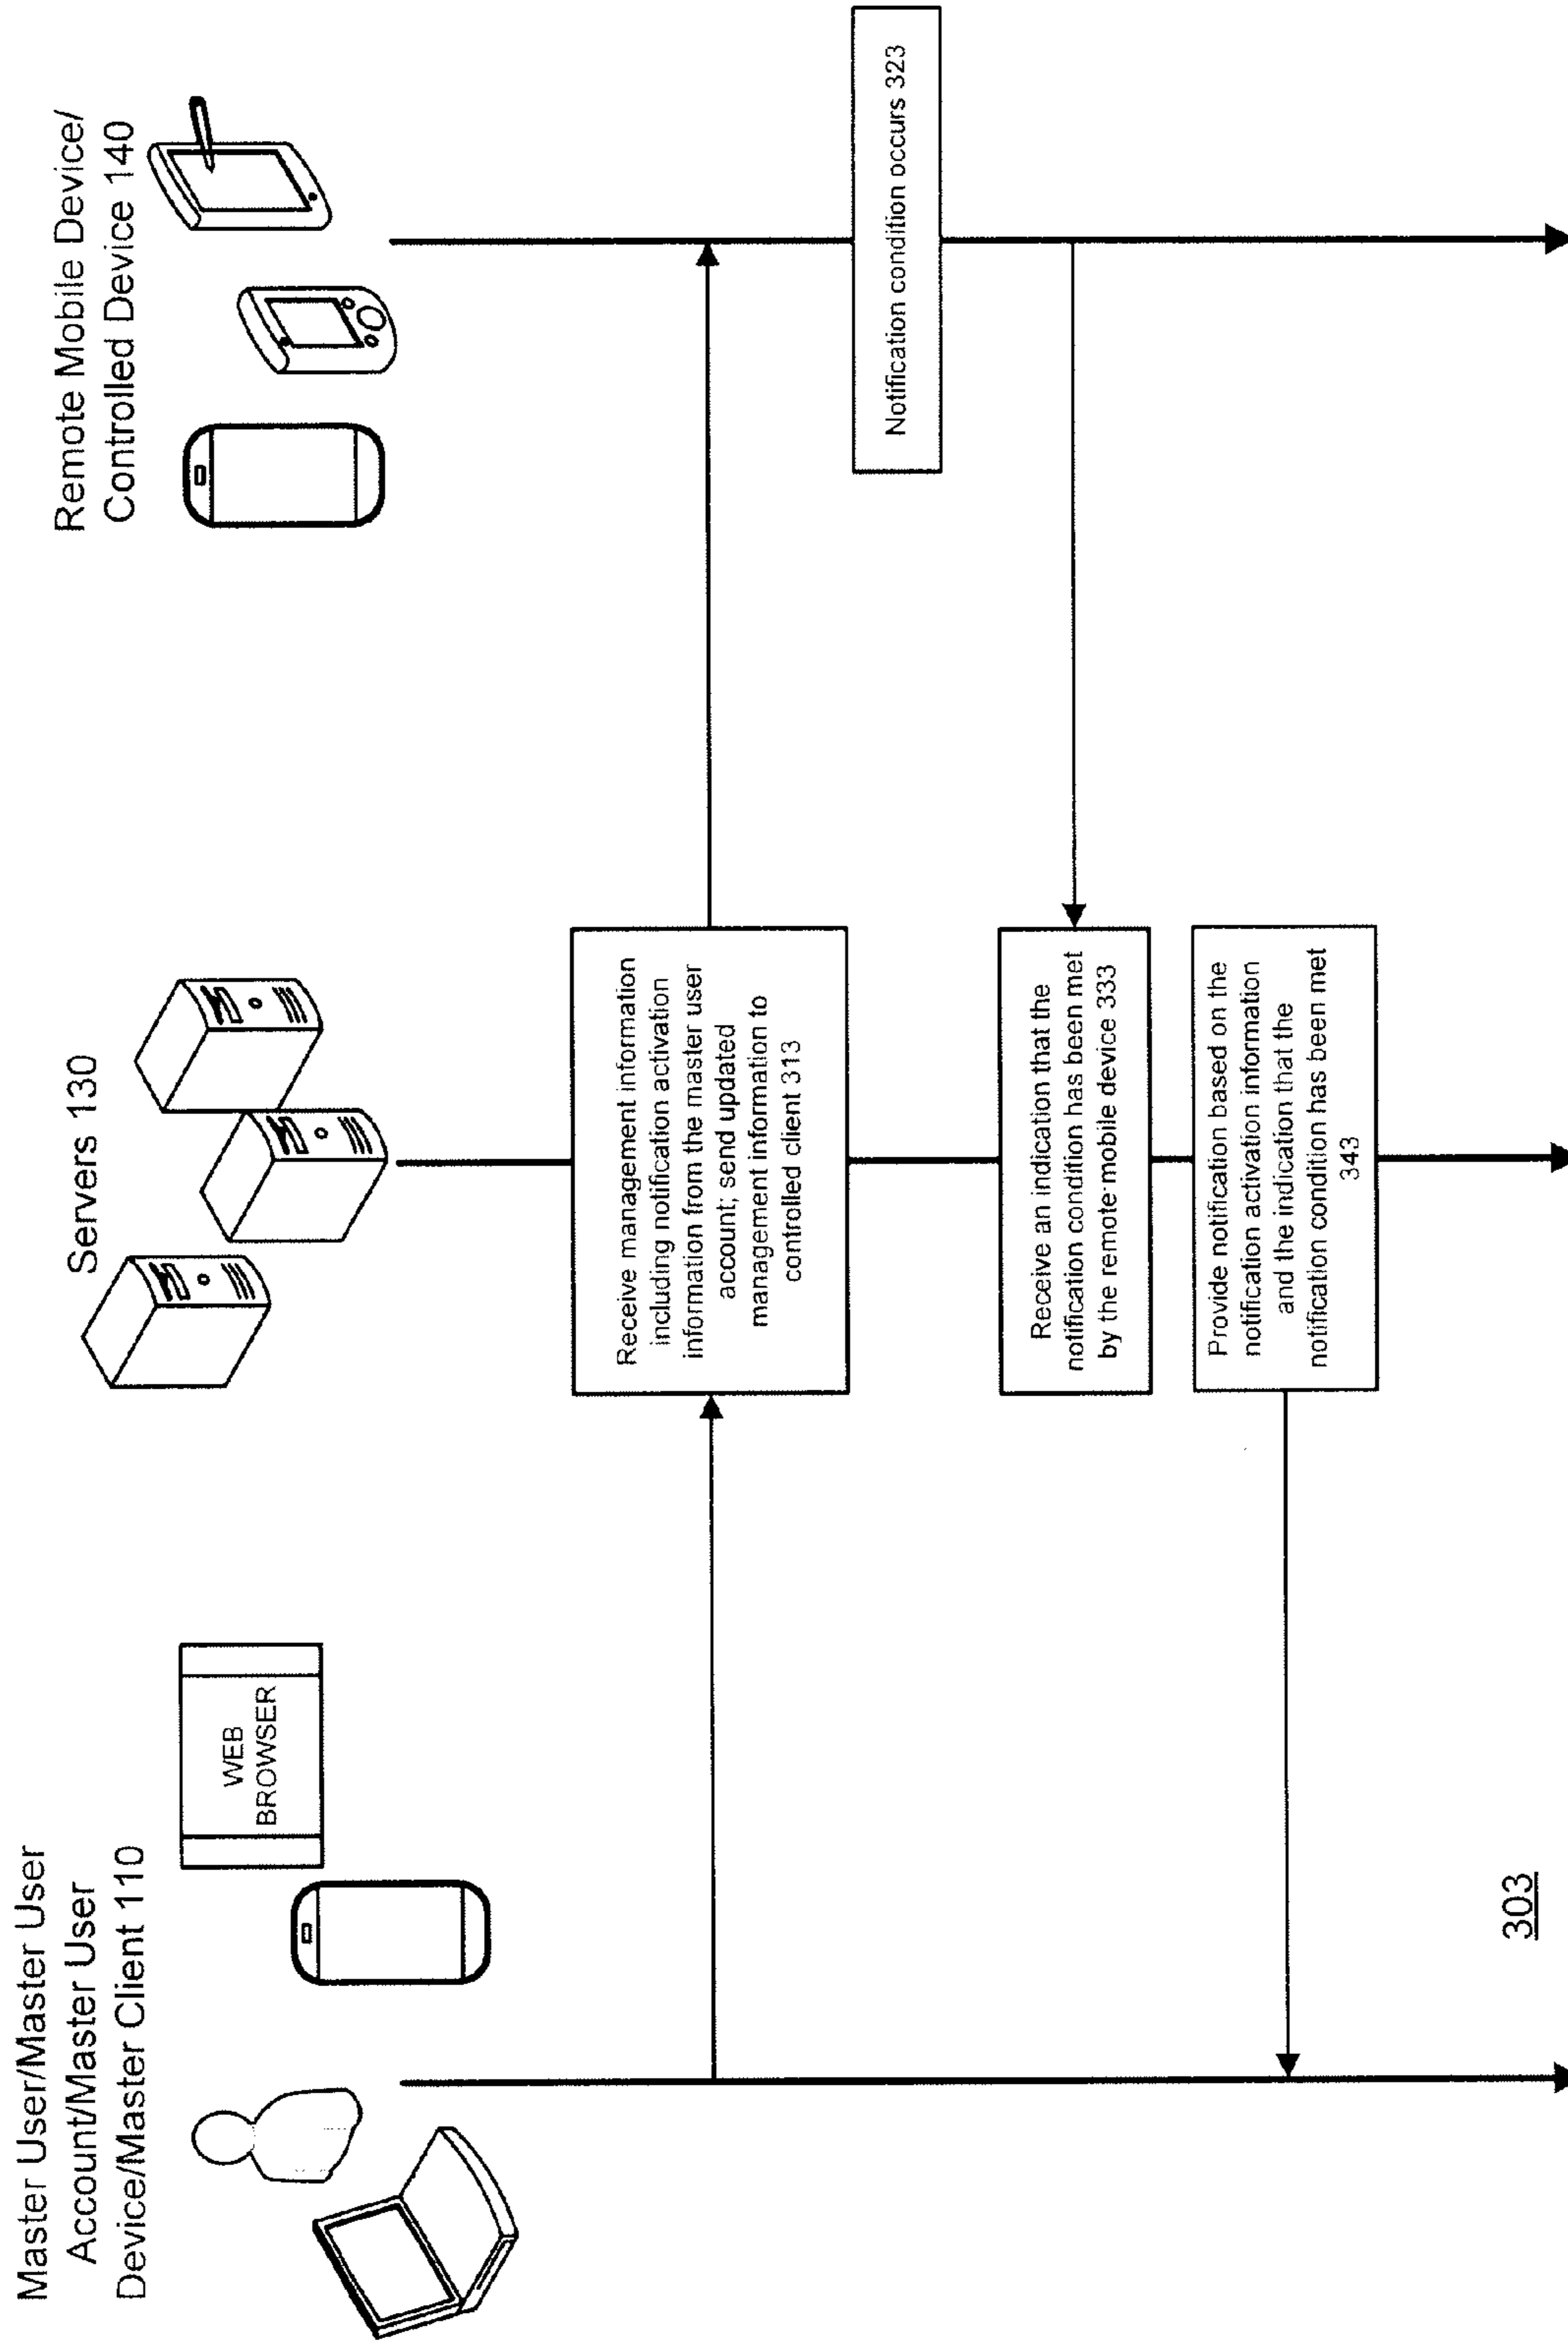 Master User/Master User
Account/Master User
Device/Master Client 110
WEB
BROWSER
Servers 130
Remote Mobile Device/
Controlled Device 140
Receive management information
including notification activation
information from the master user
account; send updated
management information to
controlled client 313
Notification condition occurs 323
Receive an indication that the
notification condition has been met
by the remote mobile device 333
Provide notification based on the
notification activation information
and the indication that the
notification condition has been met
343
303